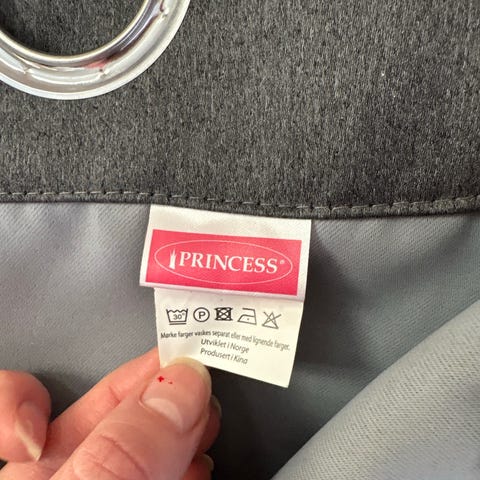 PRINCESS®
30°
P
Mørke farger vaskes separat eller med lignende farger.
Utviklet i Norge
Produsert i Kina